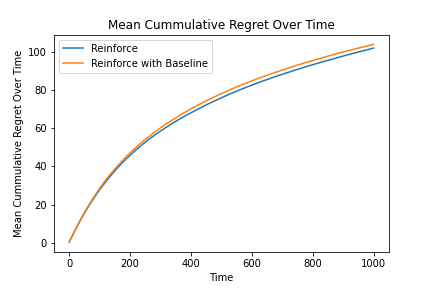 Mean Cummulative Regret Over Time
Reinforce
Reinforce with Baseline
Mean Cummulative Regret Over Time
100
80
60
40
20
0
0 200 400 600 800 1000
Time